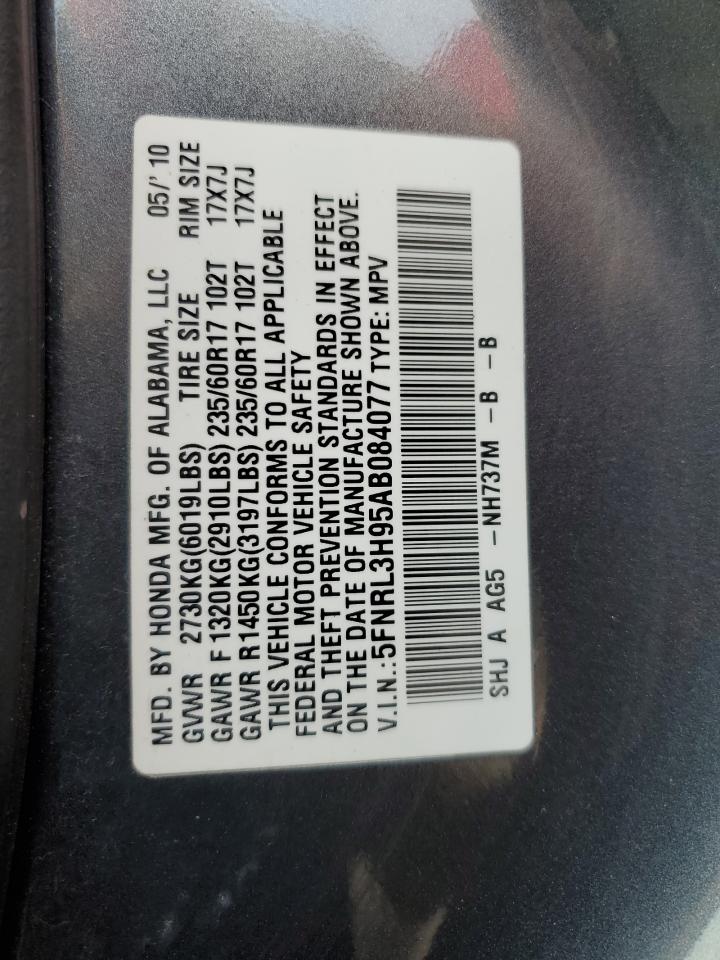 MFD. BY HONDA MFG. OF ALABAMA, LLC 05/'10
GVWR 2730KG(6019LBS) TIRE SIZE RIM SIZE
GAWR F 1320KG(2910LBS) 235/60R17 102T 17X7J
GAWR R1450KG(3197LBS) 235/60R17 102T 17X7J
THIS VEHICLE CONFORMS TO ALL APPLICABLE
FEDERAL MOTOR VEHICLE SAFETY
AND THEFT PREVENTION STANDARDS IN EFFECT
ON THE DATE OF MANUFACTURE SHOWN ABOVE.
V.I.N.:5FNRL3H95AB084077 TYPE: MPV
SHJ A AG5 -NH737M -B -B